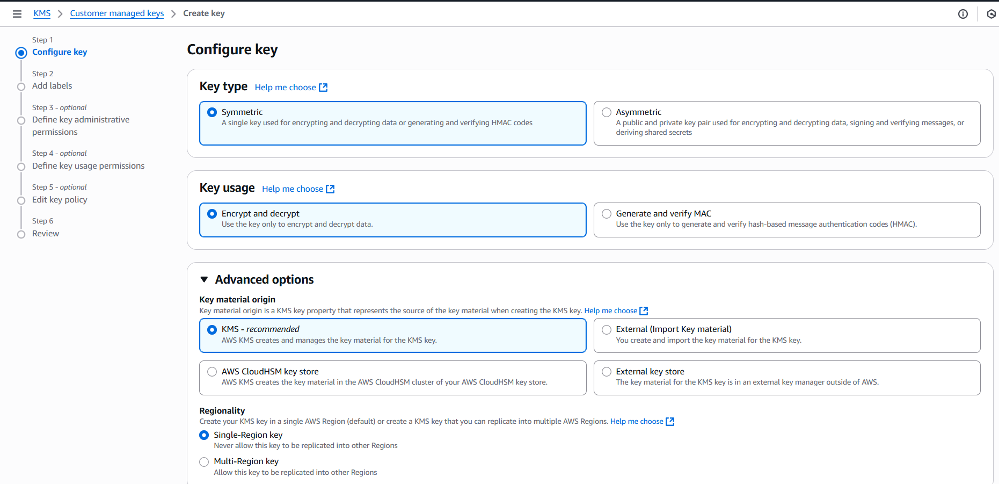 KMS > Customer managed keys > Create key
Step 1
Configure key
Step 2
Add labels
Step 3 - optional
Define key administrative
permissions
Step 4 - optional
Define key usage permissions
Step 5 - optional
Edit key policy
Step 6
Review
Configure key
Key type Help me choose
Symmetric
A single key used for encrypting and decrypting data or generating and verifying HMAC codes
Asymmetric
A public and private key pair used for encrypting and decrypting data, signing and verifying messages, or
deriving shared secrets
Key usage Help me choose
Encrypt and decrypt
Use the key only to encrypt and decrypt data.
Generate and verify MAC
Use the key only to generate and verify hash-based message authentication codes (HMAC).
Advanced options
Key material origin
Key material origin is a KMS key property that represents the source of the key material when creating the KMS key. Help me choose
KMS - recommended
AWS KMS creates and manages the key material for the KMS key.
External (Import Key material)
You create and import the key material for the KMS key.
AWS CloudHSM key store
AWS KMS creates the key material in the AWS CloudHSM cluster of your AWS CloudHSM key store.
External key store
The key material for the KMS key is in an external key manager outside of AWS.
Regionality
Create your KMS key in a single AWS Region (default) or create a KMS key that you can replicate into multiple AWS Regions. Help me choose
Single-Region key
Never allow this key to be replicated into other Regions
Multi-Region key
Allow this key to be replicated into other Regions